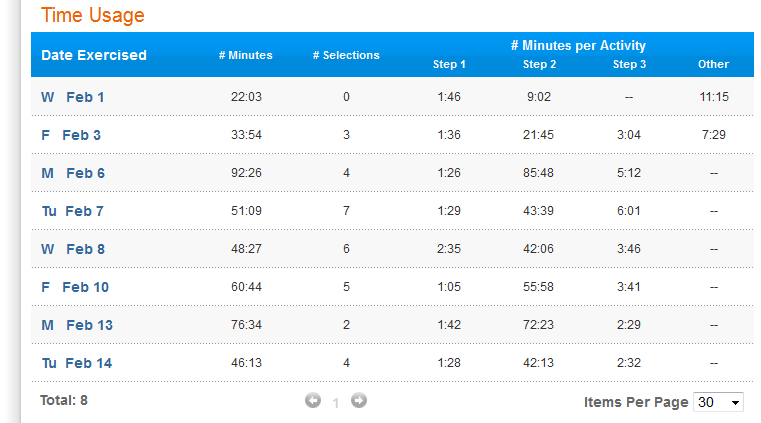 Time Usage
# Minutes per Activity
Date Exercised # Minutes # Selections Step 1 Step 2 Step 3 Other
W Feb 1 22:03 0 1:46 9:02 -- 11:15
F Feb 3 33:54 3 1:36 21:45 3:04 7:29
M Feb 6 92:26 4 1:26 85:48 5:12 --
Tu Feb 7 51:09 7 1:29 43:39 6:01 --
W Feb 8 48:27 6 2:35 42:06 3:46 --
F Feb 10 60:44 5 1:05 55:58 3:41 --
M Feb 13 76:34 2 1:42 72:23 2:29 --
Tu Feb 14 46:13 4 1:28 42:13 2:32 --
Total: 8 1 Items Per Page 30